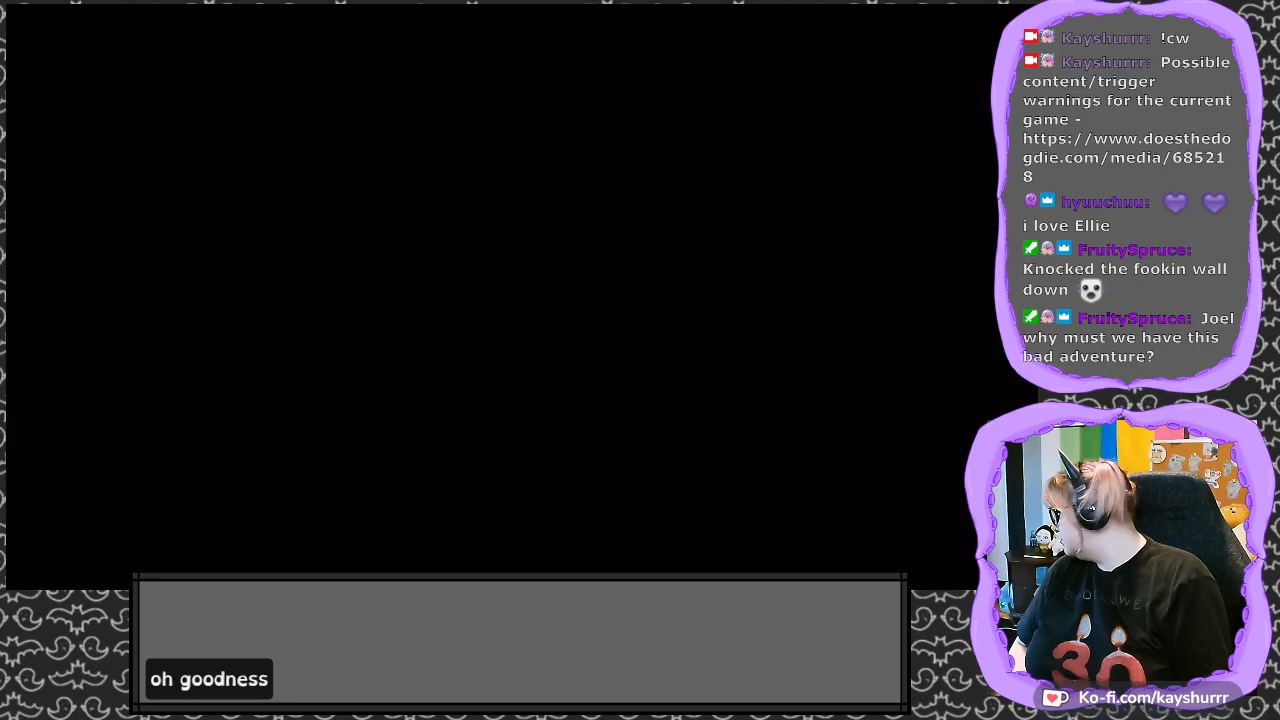 Kayshurrr: !cw
Kayshurrr: Possible
content/trigger
warnings for the current
game -
https://www.doesthedo
gdie.com/media/68521
8
hyuuchuu:
i love Ellie
FruitySpruce:
Knocked the fookin wall
down
FruitySpruce: Joel
why must we have this
bad adventure?
30
oh goodness
Ko-fi.com/kayshurrr